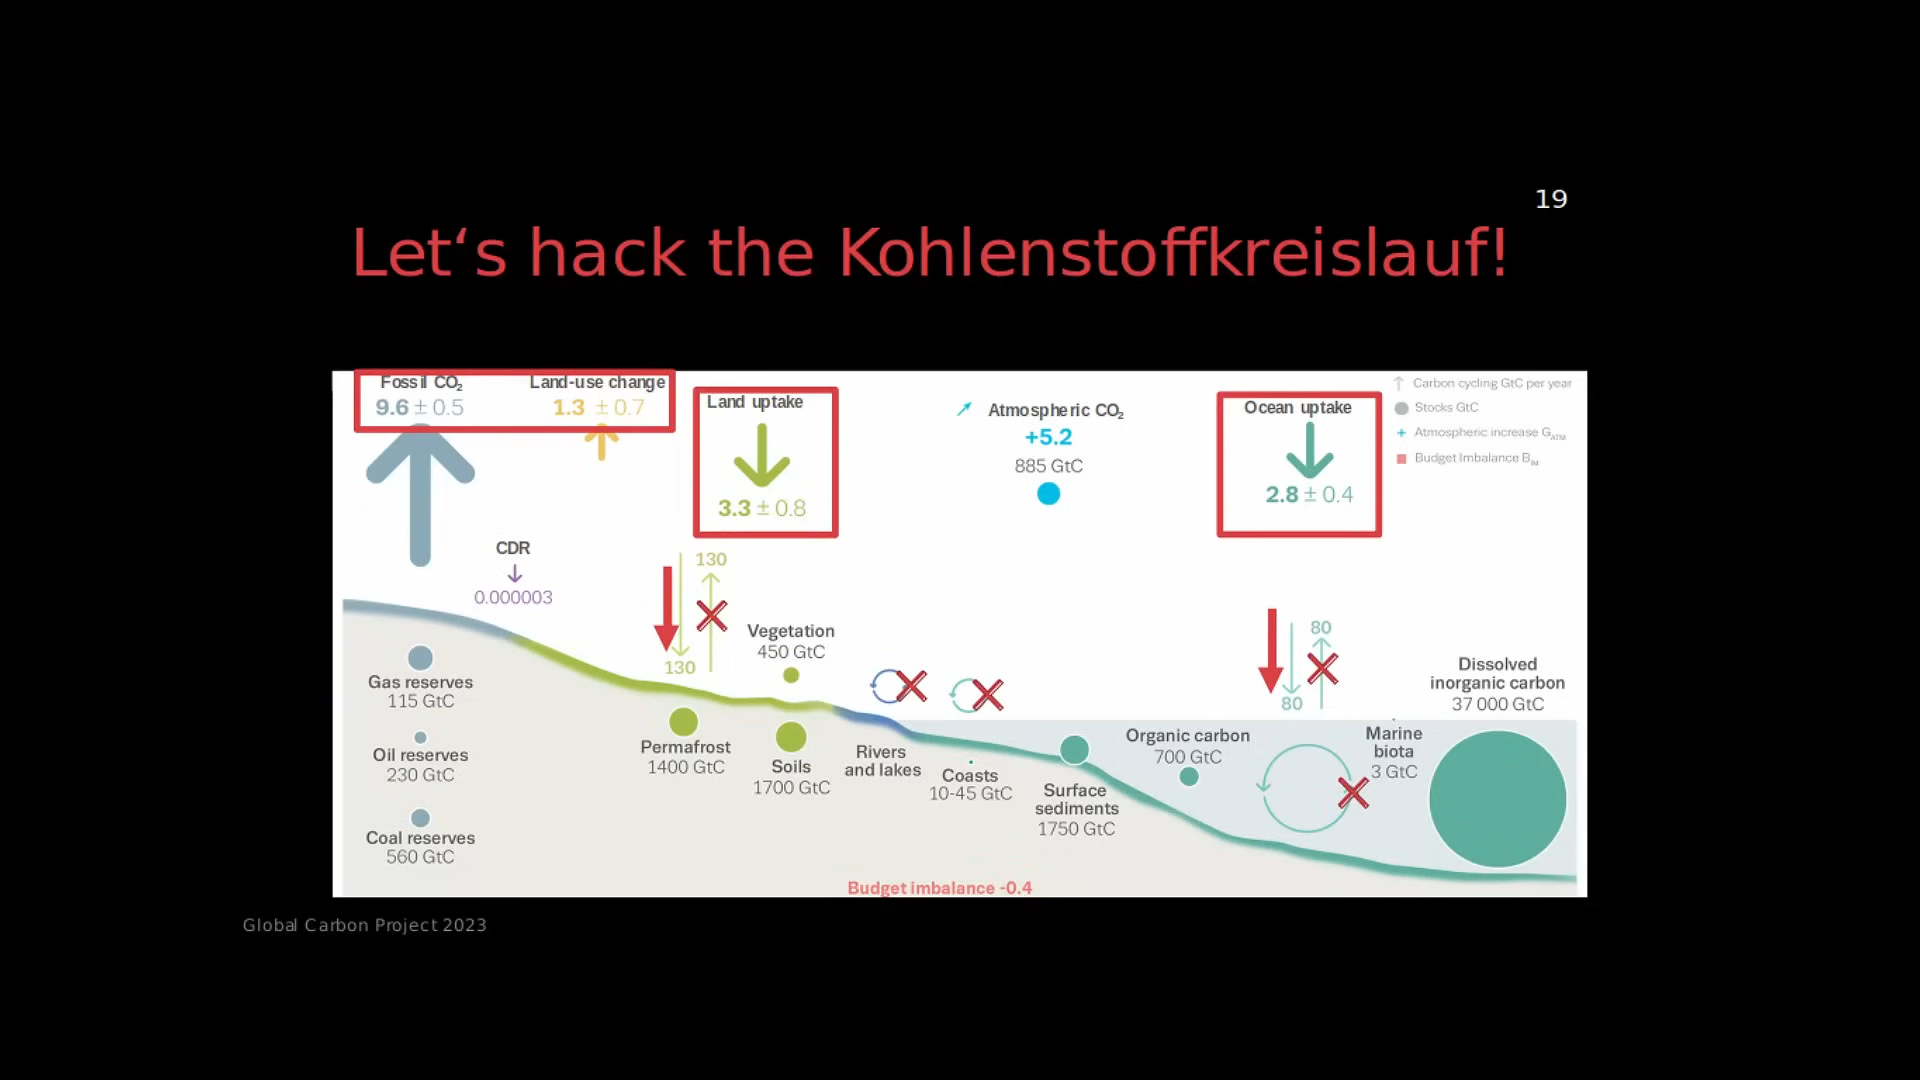 19
Let‘s hack the Kohlenstoffkreislauf!
Fossil CO₂
9.6 ± 0.5
Land-use change
1.3 ± 0.7
Land uptake
3.3 ± 0.8
Atmospheric CO₂
+5.2
885 GtC
Ocean uptake
2.8 ± 0.4
Carbon cycling GtC per year
Stocks GtC
+ Atmospheric increase G_ATM
Budget Imbalance B_IM
CDR
0.000003
130
130
Vegetation
450 GtC
80
80
Dissolved
inorganic carbon
37 000 GtC
Gas reserves
115 GtC
Oil reserves
230 GtC
Coal reserves
560 GtC
Permafrost
1400 GtC
Soils
1700 GtC
Rivers
and lakes
Coasts
10-45 GtC
Surface
sediments
1750 GtC
Organic carbon
700 GtC
Marine
biota
3 GtC
Budget imbalance -0.4
Global Carbon Project 2023